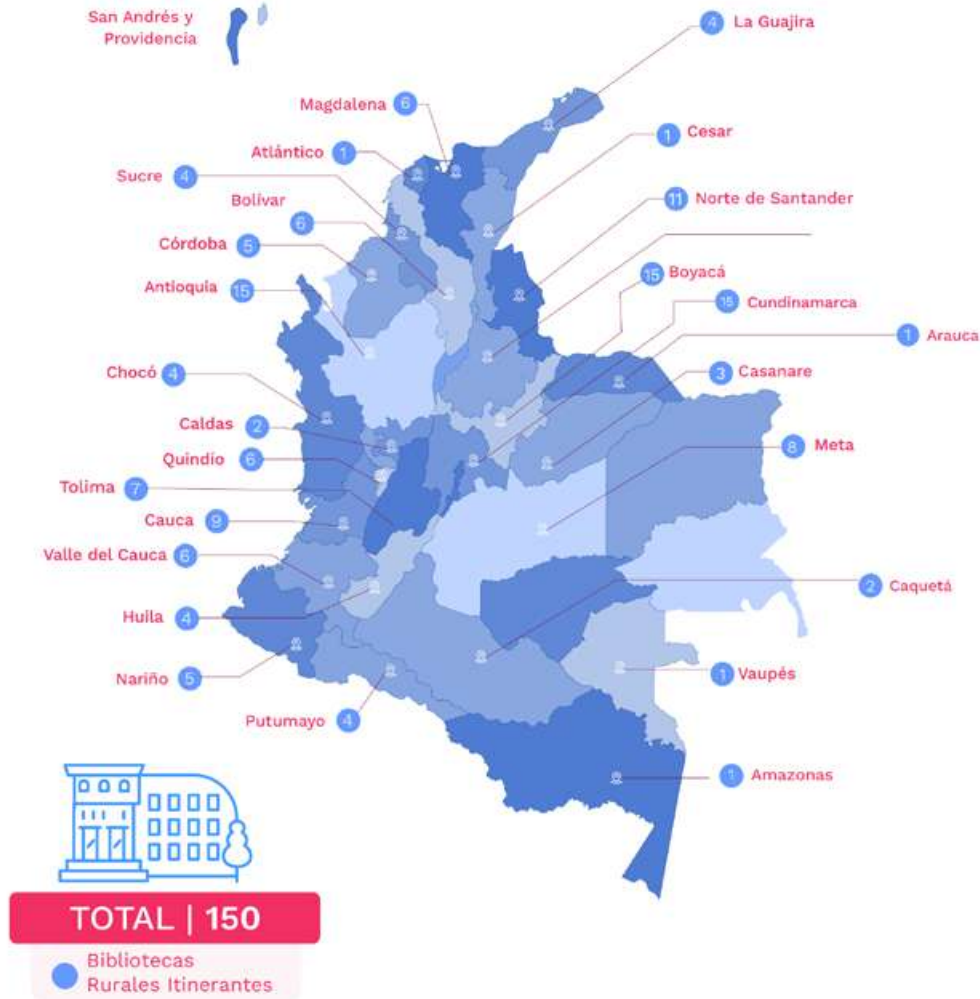 San Andrés y
Providencia
4 La Guajira
Magdalena 6
1 Cesar
Atlántico 1
Sucre 4
11 Norte de Santander
Bolívar
6
Córdoba 5
15 Boyacá
Antioquia 15
15 Cundinamarca
1 Arauca
Chocó 4
3 Casanare
Caldas 2
8 Meta
Quindío 6
Tolima 7
Cauca 9
Valle del Cauca 6
2 Caquetá
Huila 4
Nariño 5
1 Vaupés
Putumayo 4
1 Amazonas
TOTAL | 150
Bibliotecas
Rurales Itinerantes